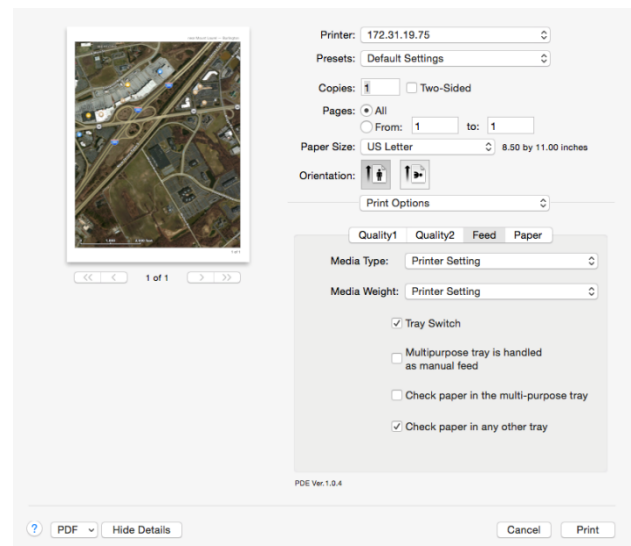 Printer: 172.31.19.75
Presets: Default Settings
Copies: 1 Two-Sided
Pages: All
From: 1 to: 1
Paper Size: US Letter 8.50 by 11.00 inches
Orientation:
Print Options
Quality1 Quality2 Feed Paper
1 of 1
<< < 1 of 1 > >>
Media Type: Printer Setting
Media Weight: Printer Setting
Tray Switch
Multipurpose tray is handled
as manual feed
Check paper in the multi-purpose tray
Check paper in any other tray
PDE Ver.1.0.4
? PDF Hide Details Cancel Print